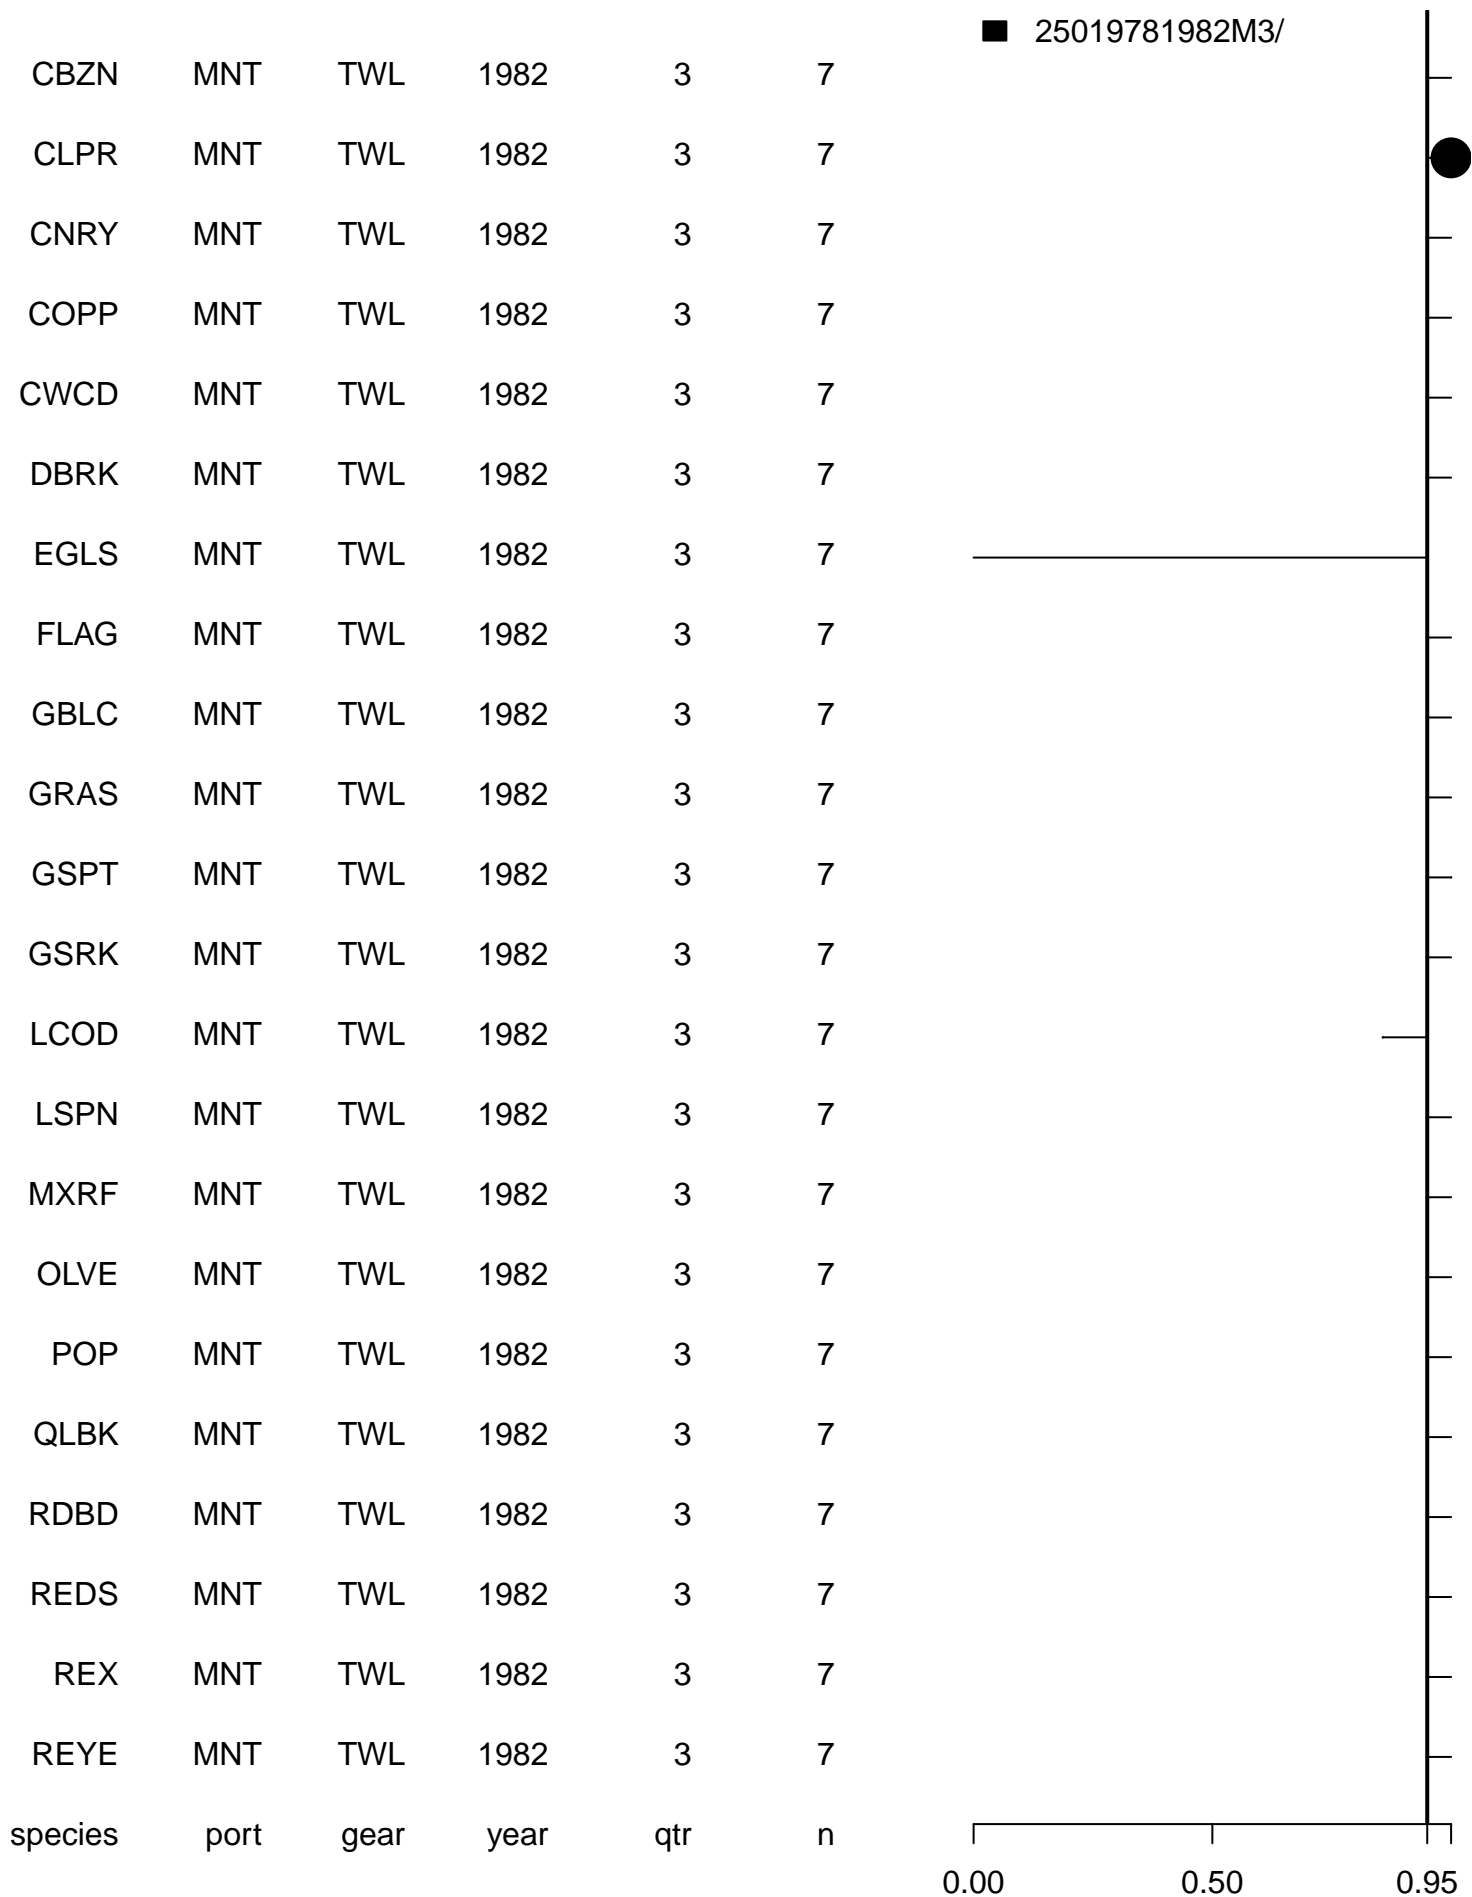 25019781982M3/
CBZN MNT TWL 1982 3 7
CLPR MNT TWL 1982 3 7
CNRY MNT TWL 1982 3 7
COPP MNT TWL 1982 3 7
CWCD MNT TWL 1982 3 7
DBRK MNT TWL 1982 3 7
EGLS MNT TWL 1982 3 7
FLAG MNT TWL 1982 3 7
GBLC MNT TWL 1982 3 7
GRAS MNT TWL 1982 3 7
GSPT MNT TWL 1982 3 7
GSRK MNT TWL 1982 3 7
LCOD MNT TWL 1982 3 7
LSPN MNT TWL 1982 3 7
MXRF MNT TWL 1982 3 7
OLVE MNT TWL 1982 3 7
POP MNT TWL 1982 3 7
QLBK MNT TWL 1982 3 7
RDBD MNT TWL 1982 3 7
REDS MNT TWL 1982 3 7
REX MNT TWL 1982 3 7
REYE MNT TWL 1982 3 7
species port gear year qtr n
0.00 0.50 0.95